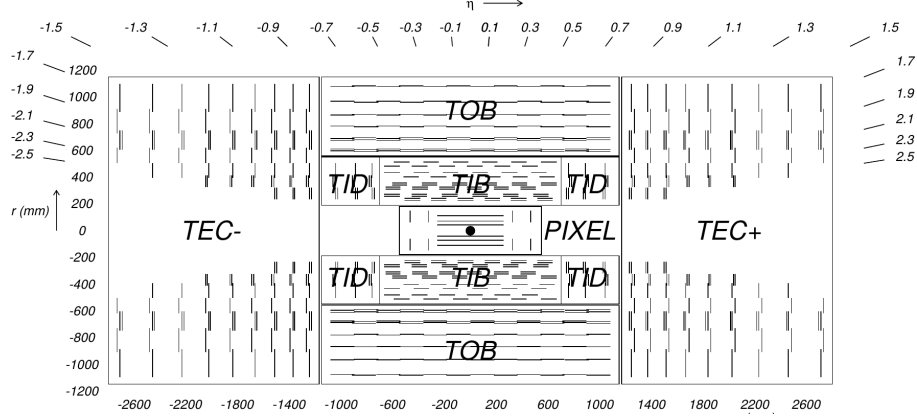 η
-1.5 -1.3 -1.1 -0.9 -0.7 -0.5 -0.3 -0.1 0.1 0.3 0.5 0.7 0.9 1.1 1.3 1.5
-1.7 1.7
-1.9 1.9
-2.1 2.1
-2.3 2.3
-2.5 2.5
1200
1000
800
600
400
200
0
-200
-400
-600
-800
-1000
-1200
r (mm)
TOB
TID TIB TID
TEC- PIXEL TEC+
TID TIB TID
TOB
-2600 -2200 -1800 -1400 -1000 -600 -200 200 600 1000 1400 1800 2200 2600